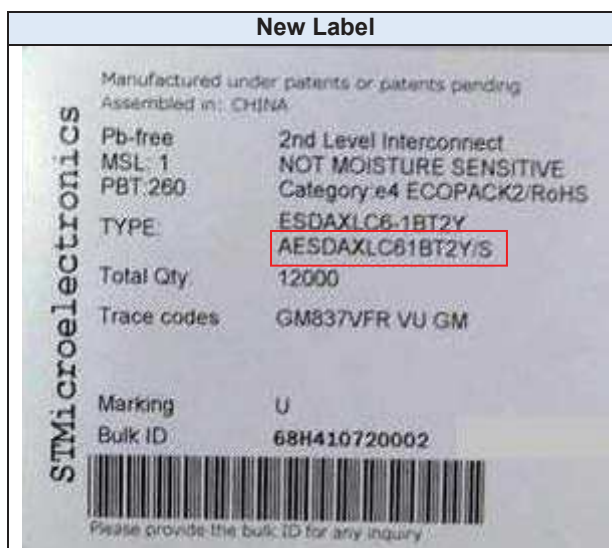 New Label
STMicroelectronics
Manufactured under patents or patents pending
Assembled in: CHINA
Pb-free 2nd Level Interconnect
MSL: 1 NOT MOISTURE SENSITIVE
PBT:260 Category:e4 ECOPACK2/RoHS
TYPE: ESDAXLC6-1BT2Y
AESDAXLC61BT2Y/S
Total Qty 12000
Trace codes GM837VFR VU GM
Marking U
Bulk ID 68H410720002
Please provide the bulk ID for any inquiry